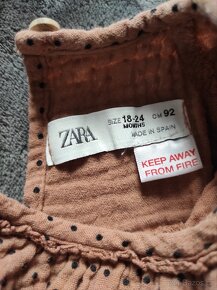 ZARA
SIZE 18-24 CM 92
MONTHS
MADE IN SPAIN
KEEP AWAY
FROM FIRE